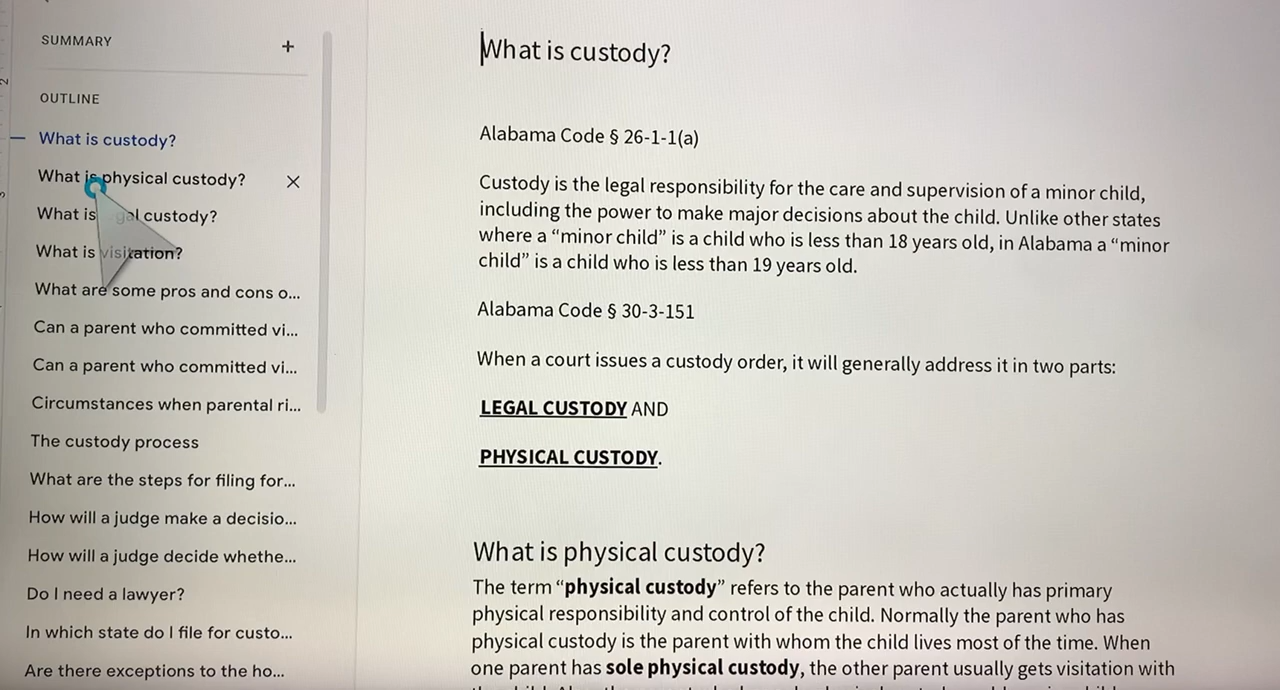 SUMMARY
+
OUTLINE
What is custody?
What is physical custody?
What is custody?
What is visitation?
What are some pros and cons o...
Can a parent who committed vi...
Can a parent who committed vi...
Circumstances when parental ri...
The custody process
What are the steps for filing for...
How will a judge make a decisio...
How will a judge decide whethe...
Do I need a lawyer?
In which state do I file for custo...
Are there exceptions to the ho...
What is custody?
Alabama Code § 26-1-1(a)
Custody is the legal responsibility for the care and supervision of a minor child,
including the power to make major decisions about the child. Unlike other states
where a “minor child” is a child who is less than 18 years old, in Alabama a “minor
child” is a child who is less than 19 years old.
Alabama Code § 30-3-151
When a court issues a custody order, it will generally address it in two parts:
LEGAL CUSTODY AND
PHYSICAL CUSTODY.
What is physical custody?
The term “physical custody” refers to the parent who actually has primary
physical responsibility and control of the child. Normally the parent who has
physical custody is the parent with whom the child lives most of the time. When
one parent has sole physical custody, the other parent usually gets visitation with